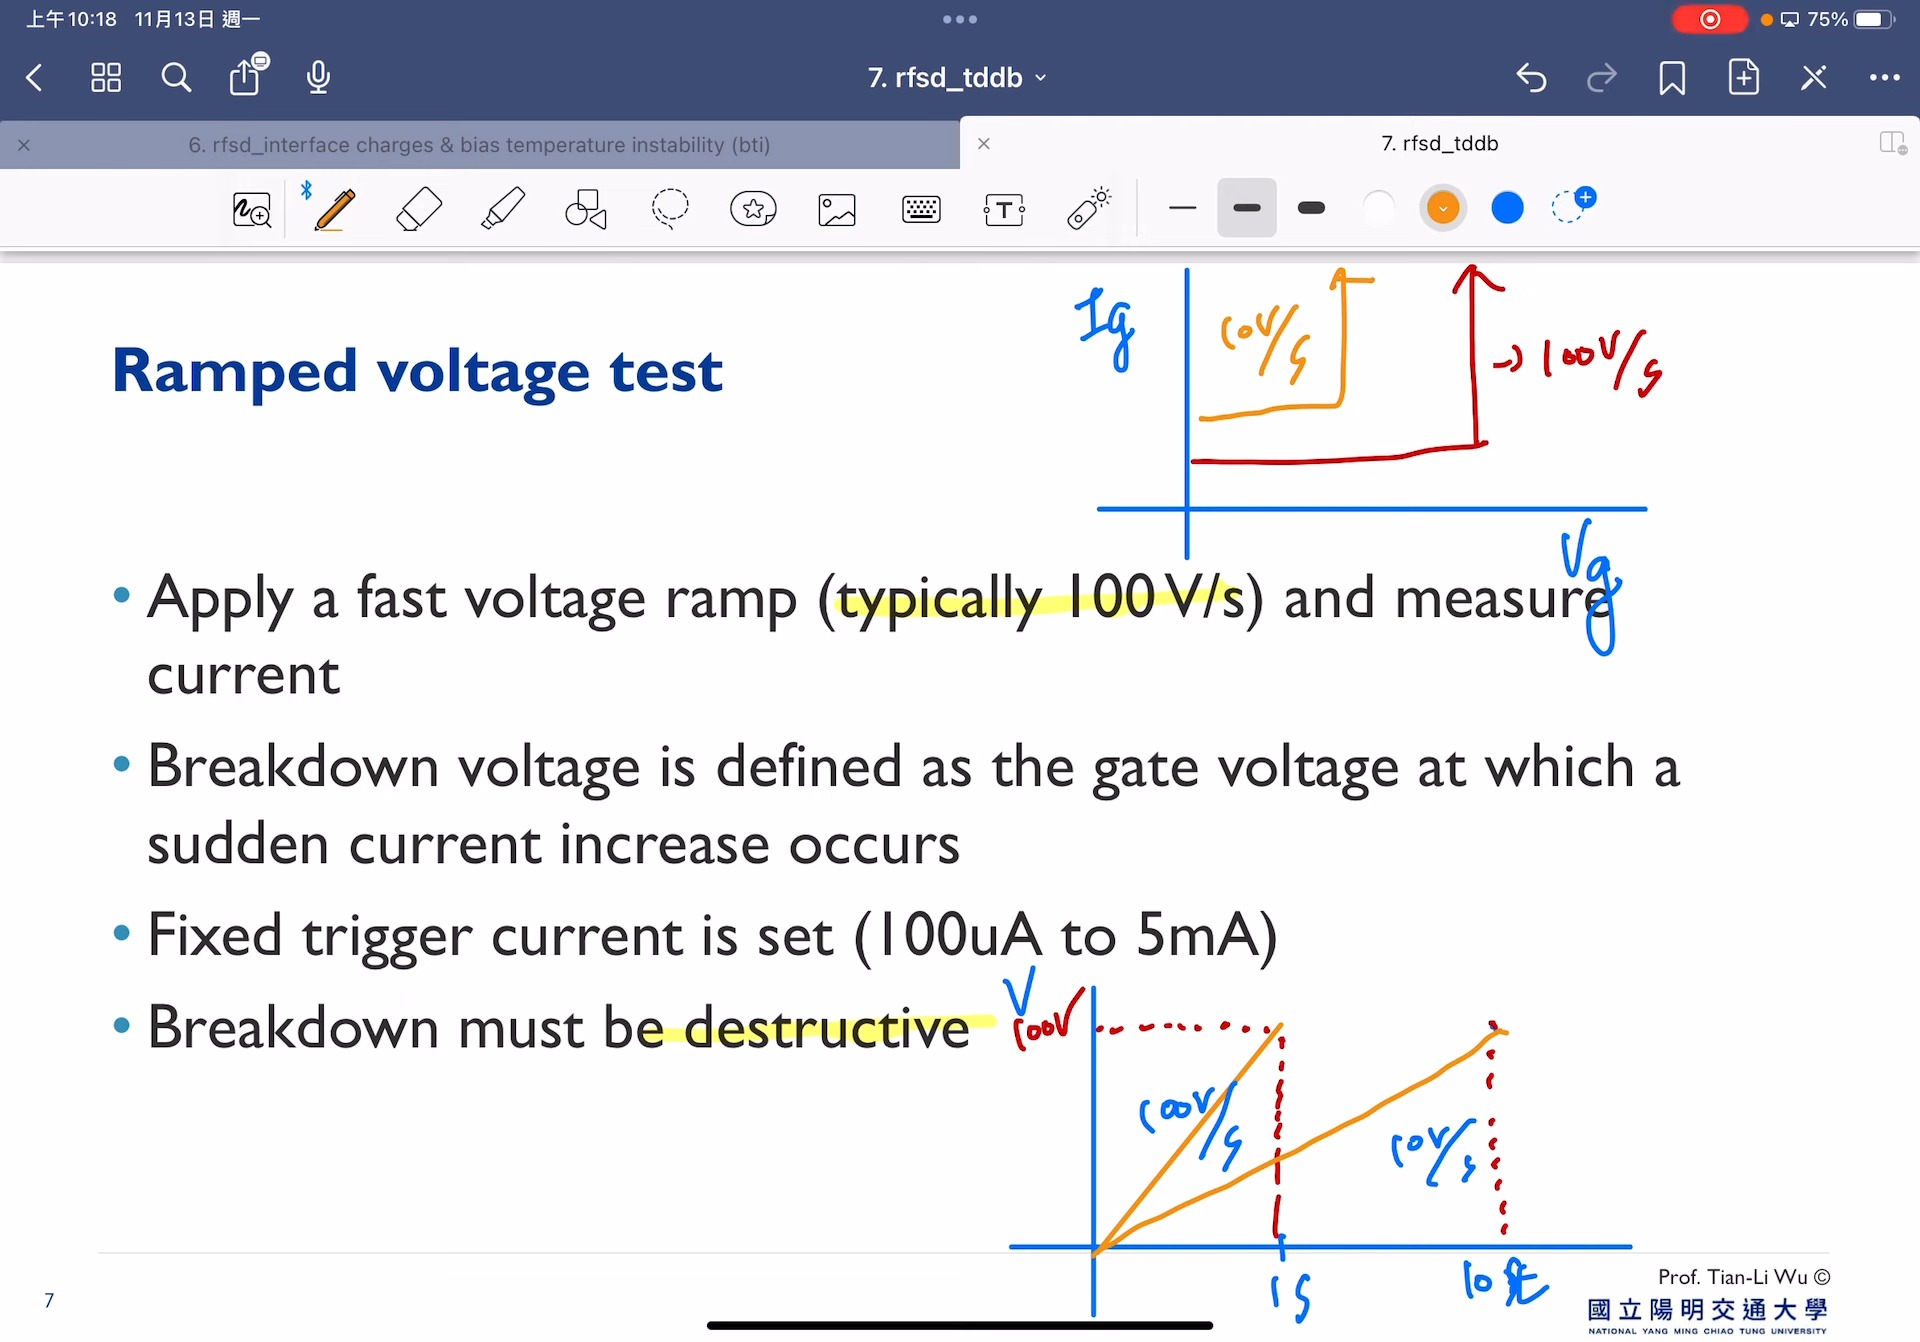 上午10:18 11月13日 週一
75%
7. rfsd_tddb
6. rfsd_interface charges & bias temperature instability (bti)
7. rfsd_tddb
Ig
10V/s
100V/s
Vg
Ramped voltage test
• Apply a fast voltage ramp (typically 100 V/s) and measure
current
• Breakdown voltage is defined as the gate voltage at which a
sudden current increase occurs
• Fixed trigger current is set (100uA to 5mA)
• Breakdown must be destructive
V
100V
100V/s
10V/s
1s
10
Prof. Tian-Li Wu ©
7
國立陽明交通大學
NATIONAL YANG MING CHIAO TUNG UNIVERSITY